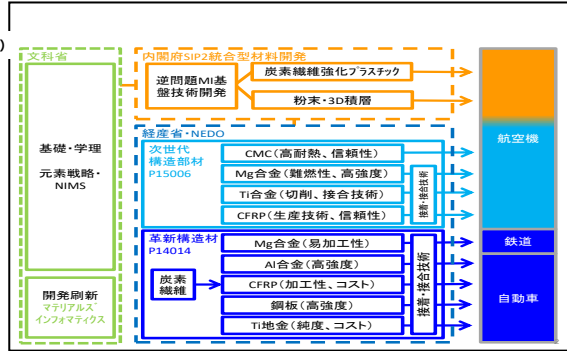 )
文科省
基礎・学理
元素戦略・
NIMS
開発刷新
マテリアルズ
インフォマティクス
内閣府SIP2統合型材料開発
逆問題MI基
盤技術開発
炭素繊維強化プラスチック
粉末・3D積層
経産省・NEDO
次世代
構造部材
P15006
CMC(高耐熱、信頼性)
Mg合金(難燃性、高強度)
Ti合金(切削、接合技術)
CFRP(生産技術、信頼性)
接着・接合技術
革新構造材
P14014
炭素
繊維
Mg合金(易加工性)
Al合金(高強度)
CFRP(加工性、コスト)
鋼板(高強度)
Ti地金(純度、コスト)
接着・接合技術
航空機
鉄道
自動車